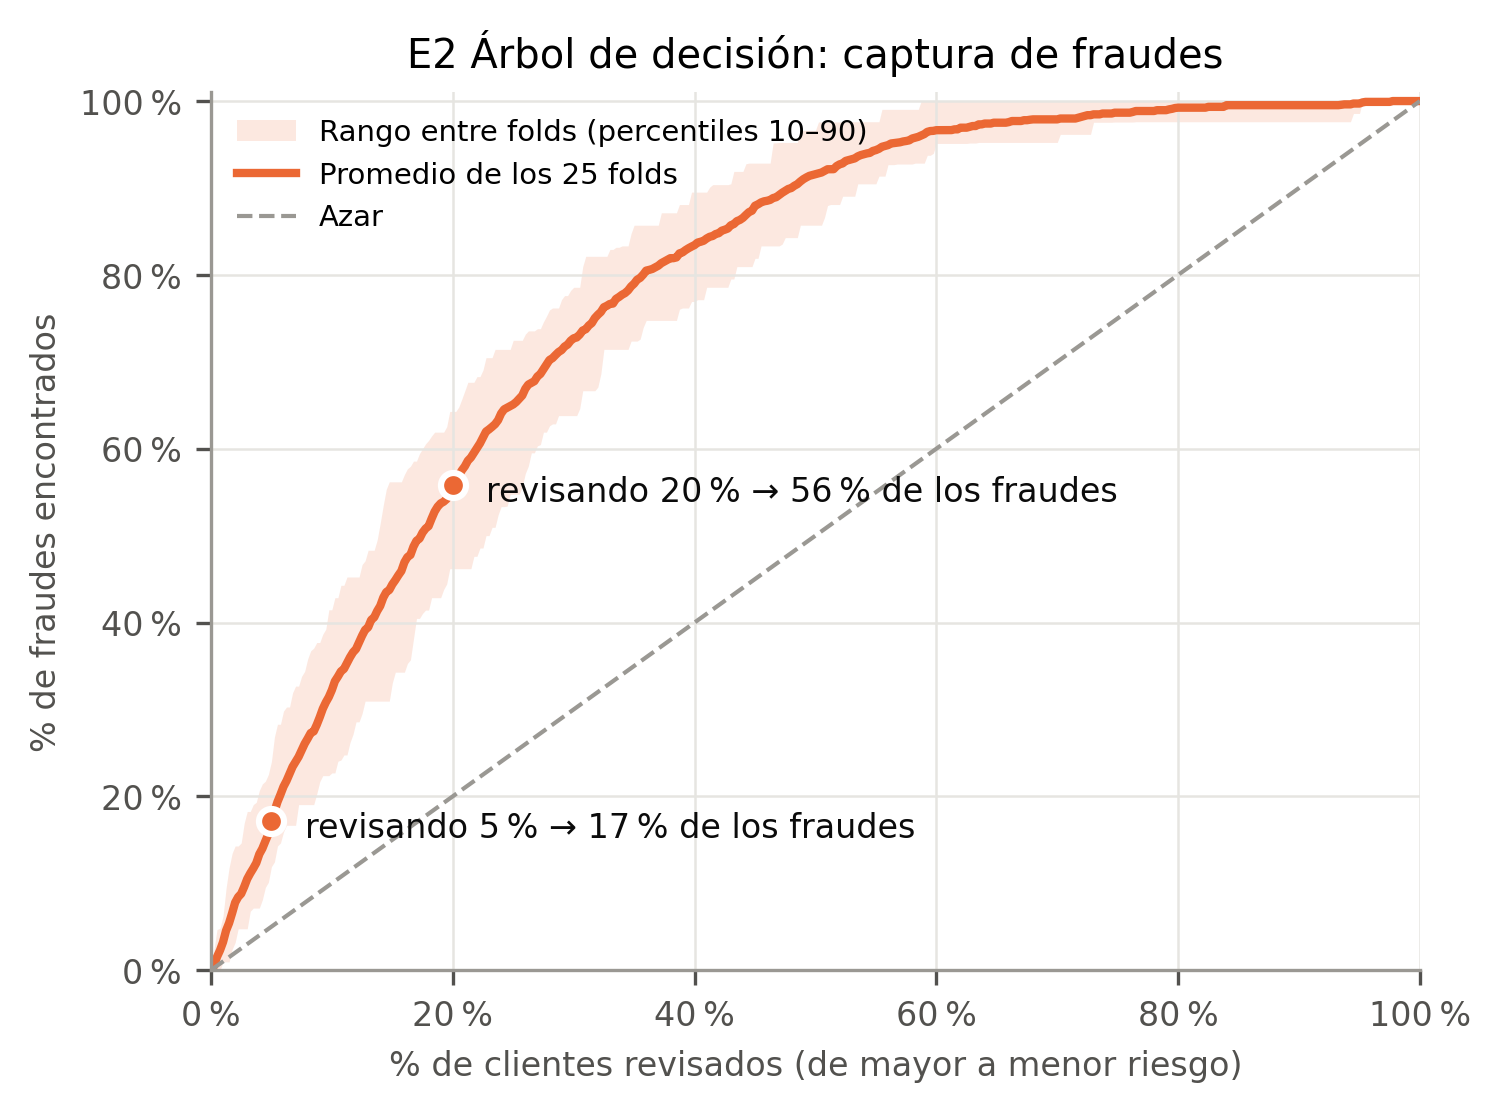 E2 Árbol de decisión: captura de fraudes
100 %
80 %
60 %
40 %
20 %
0 %
% de fraudes encontrados
Rango entre folds (percentiles 10–90)
Promedio de los 25 folds
Azar
revisando 20 % → 56 % de los fraudes
revisando 5 % → 17 % de los fraudes
0 % 20 % 40 % 60 % 80 % 100 %
% de clientes revisados (de mayor a menor riesgo)